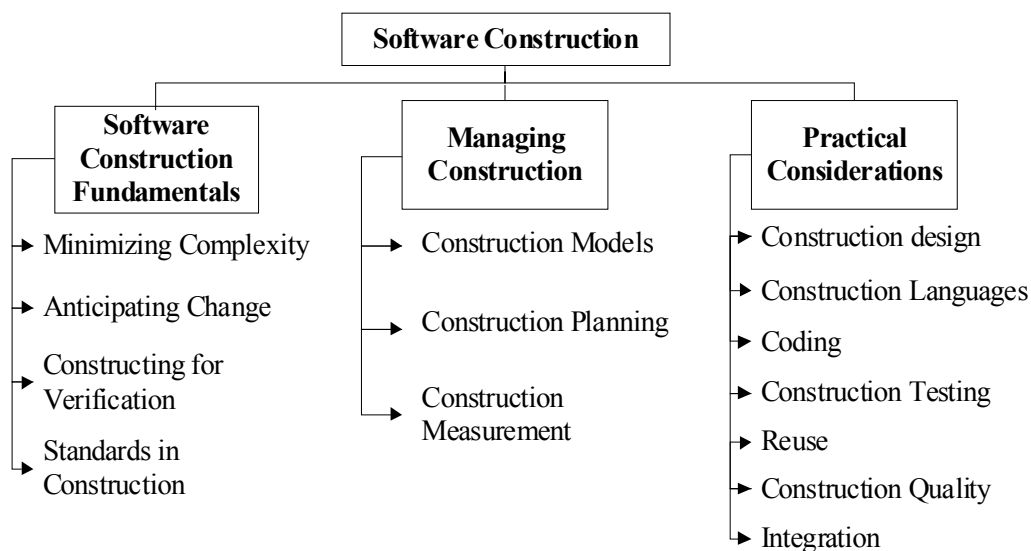 Software Construction
Software
Construction
Fundamentals
Minimizing Complexity
Anticipating Change
Constructing for
Verification
Standards in
Construction
Managing
Construction
Construction Models
Construction Planning
Construction
Measurement
Practical
Considerations
Construction design
Construction Languages
Coding
Construction Testing
Reuse
Construction Quality
Integration